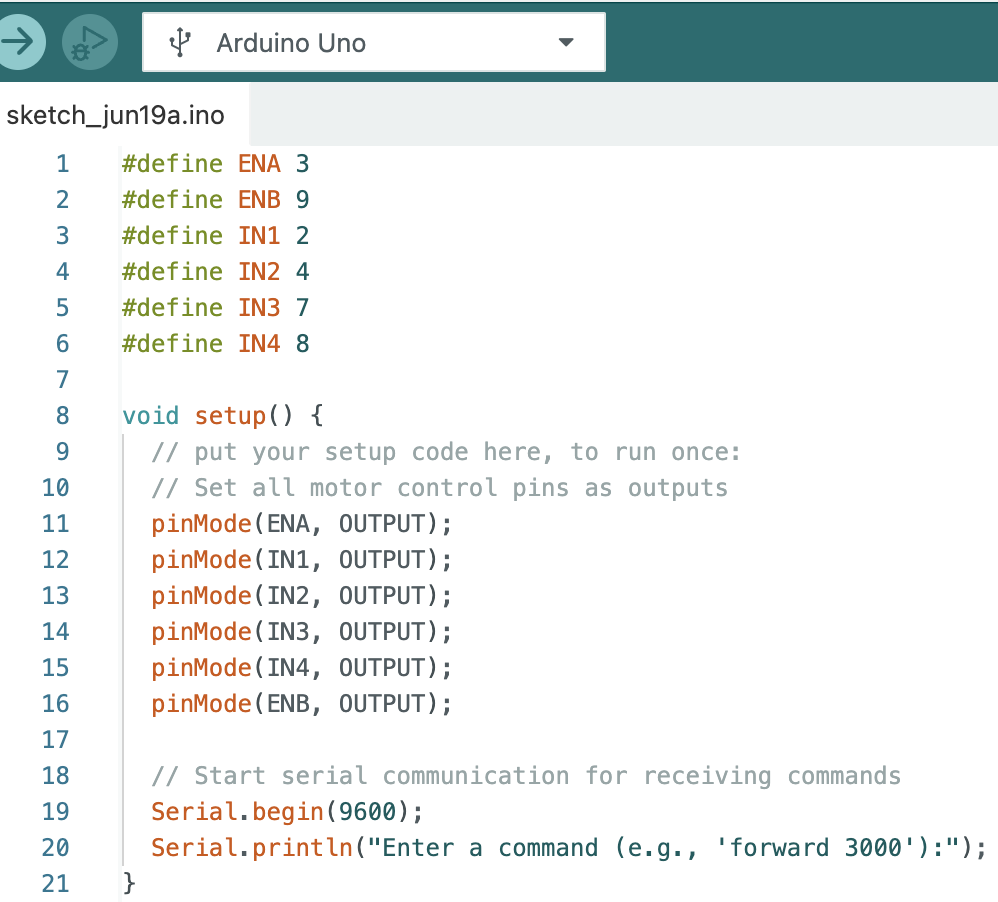 Arduino Uno
sketch_jun19a.ino
1 #define ENA 3
2 #define ENB 9
3 #define IN1 2
4 #define IN2 4
5 #define IN3 7
6 #define IN4 8
7
8 void setup() {
9   // put your setup code here, to run once:
10   // Set all motor control pins as outputs
11   pinMode(ENA, OUTPUT);
12   pinMode(IN1, OUTPUT);
13   pinMode(IN2, OUTPUT);
14   pinMode(IN3, OUTPUT);
15   pinMode(IN4, OUTPUT);
16   pinMode(ENB, OUTPUT);
17
18   // Start serial communication for receiving commands
19   Serial.begin(9600);
20   Serial.println("Enter a command (e.g., 'forward 3000'):");
21 }